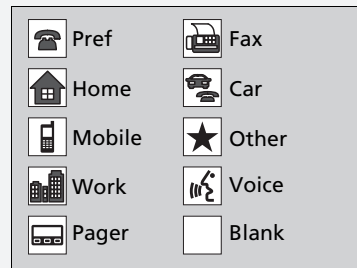 Pref
Fax
Home
Car
Mobile
Other
Work
Voice
Pager
Blank